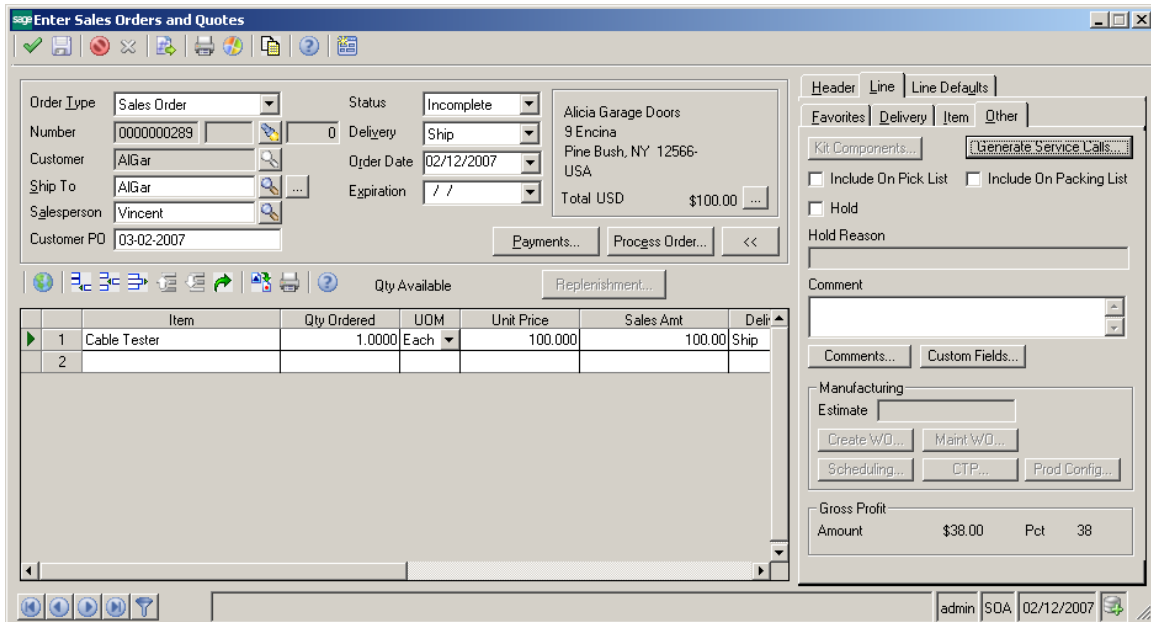 sage Enter Sales Orders and Quotes
Order Type Sales Order
Number 0000000289 0
Customer AlGar
Ship To AlGar ...
Salesperson Vincent
Customer PO 03-02-2007
Status Incomplete
Delivery Ship
Order Date 02/12/2007
Expiration / /
Alicia Garage Doors
9 Encina
Pine Bush, NY 12566-
USA
Total USD $100.00 ...
Payments... Process Order... <<
Qty Available Replenishment...
Item Qty Ordered UOM Unit Price Sales Amt Deliv
1 Cable Tester 1.0000 Each 100.000 100.00 Ship
2
Header Line Line Defaults
Favorites Delivery Item Other
Kit Components... Generate Service Calls...
Include On Pick List Include On Packing List
Hold
Hold Reason
Comment
Comments... Custom Fields...
Manufacturing
Estimate
Create WO... Maint WO...
Scheduling... CTP... Prod Config...
Gross Profit
Amount $38.00 Pct 38
admin SOA 02/12/2007